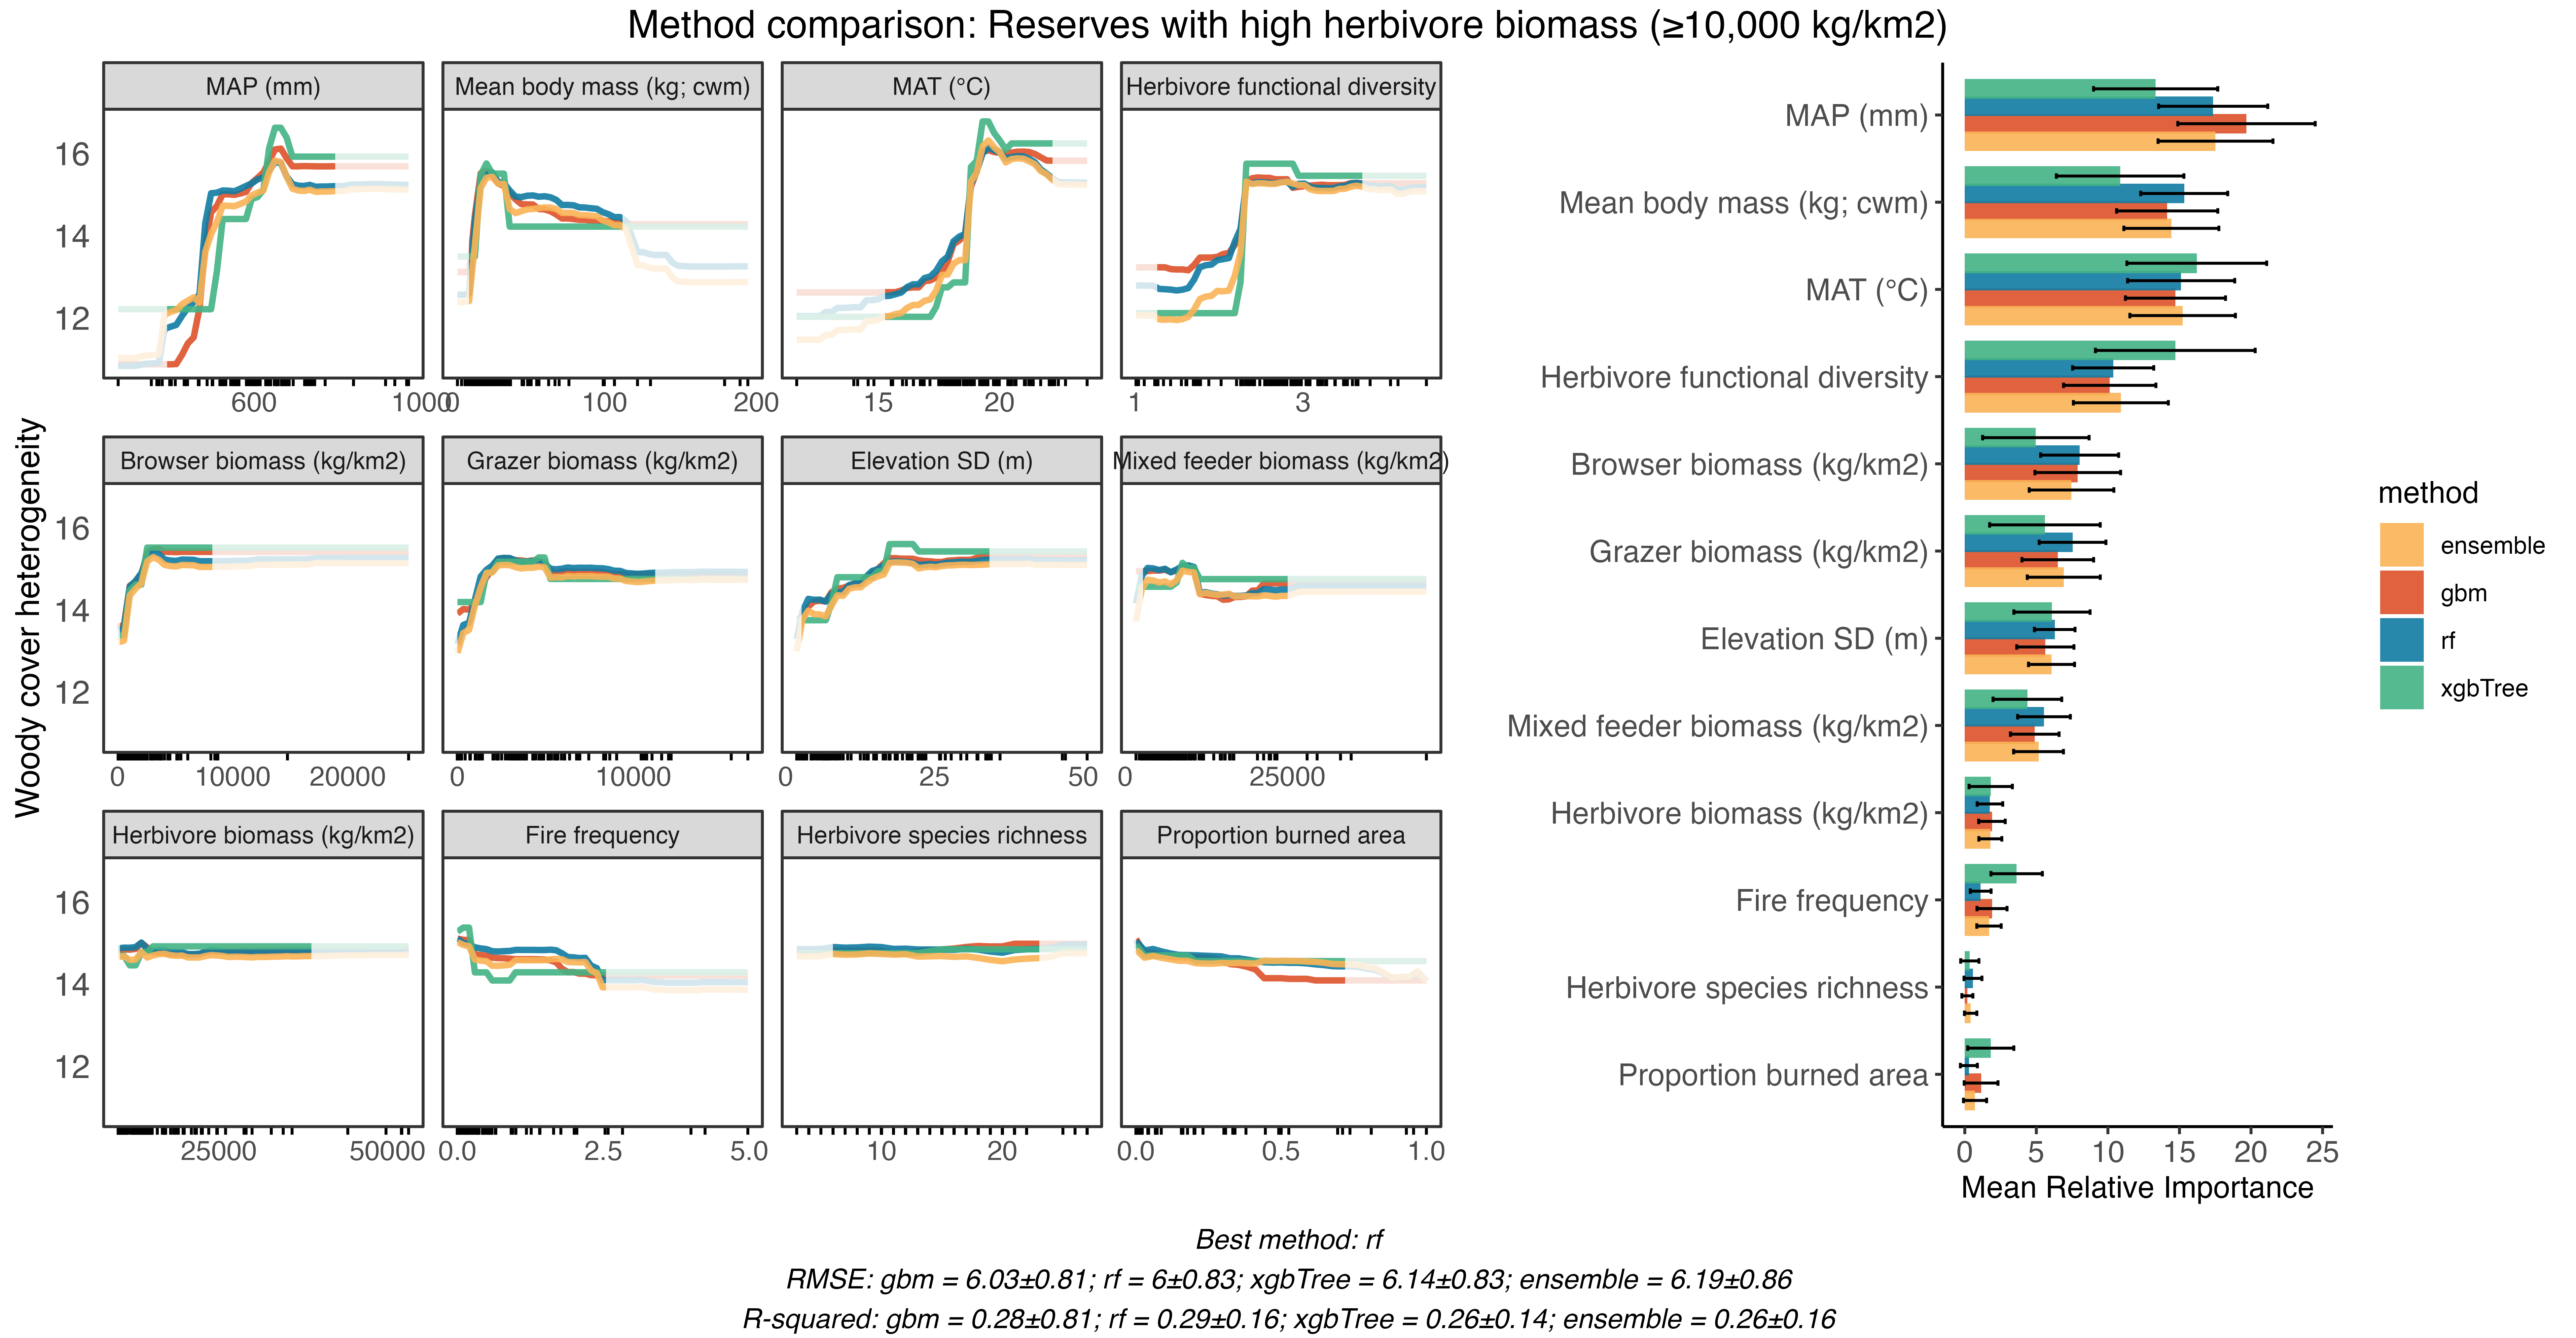 Method comparison: Reserves with high herbivore biomass (≥10,000 kg/km2)
MAP (mm)
Mean body mass (kg; cwm)
MAT (°C)
Herbivore functional diversity
16
14
12
600
1000
0
100
200
15
20
1
3
Woody cover heterogeneity
Browser biomass (kg/km2)
Grazer biomass (kg/km2)
Elevation SD (m)
Mixed feeder biomass (kg/km2)
16
14
12
0
10000
20000
0
10000
0
25
50
0
25000
Herbivore biomass (kg/km2)
Fire frequency
Herbivore species richness
Proportion burned area
16
14
12
25000
50000
0.0
2.5
5.0
10
20
0.0
0.5
1.0
MAP (mm)
Mean body mass (kg; cwm)
MAT (°C)
Herbivore functional diversity
Browser biomass (kg/km2)
Grazer biomass (kg/km2)
Elevation SD (m)
Mixed feeder biomass (kg/km2)
Herbivore biomass (kg/km2)
Fire frequency
Herbivore species richness
Proportion burned area
0
5
10
15
20
25
Mean Relative Importance
method
ensemble
gbm
rf
xgbTree
Best method: rf
RMSE: gbm = 6.03±0.81; rf = 6±0.83; xgbTree = 6.14±0.83; ensemble = 6.19±0.86
R-squared: gbm = 0.28±0.81; rf = 0.29±0.16; xgbTree = 0.26±0.14; ensemble = 0.26±0.16